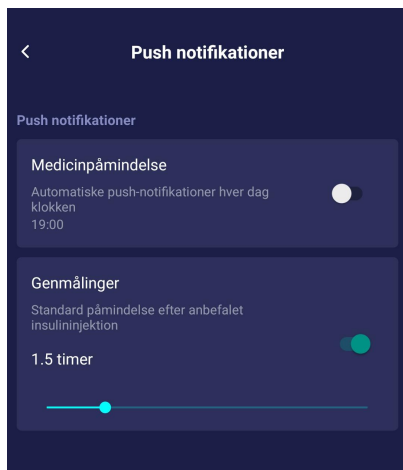 Push notifikationer
Push notifikationer
Medicinpåmindelse
Automatiske push-notifikationer hver dag
klokken
19:00
Genmålinger
Standard påmindelse efter anbefalet
insulininjektion
1.5 timer